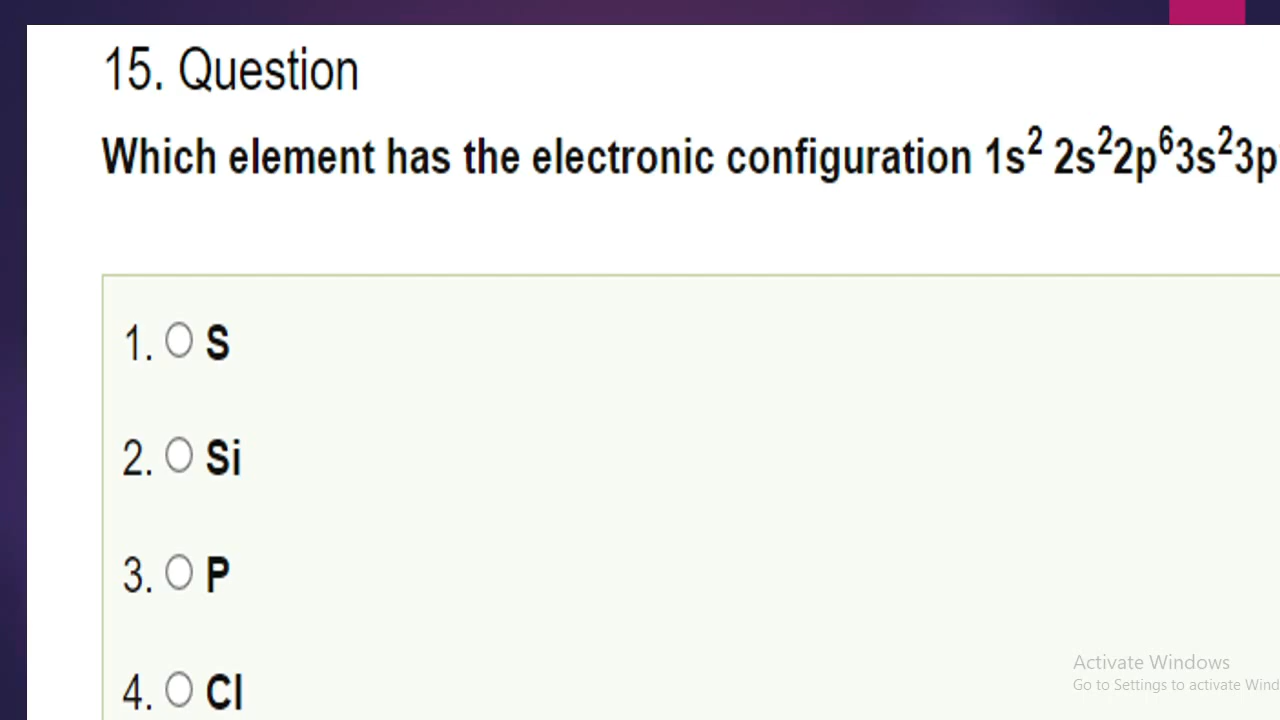 15. Question
Which element has the electronic configuration 1s² 2s²2p⁶3s²3p
1. S
2. Si
3. P
4. Cl
Activate Windows
Go to Settings to activate Wind